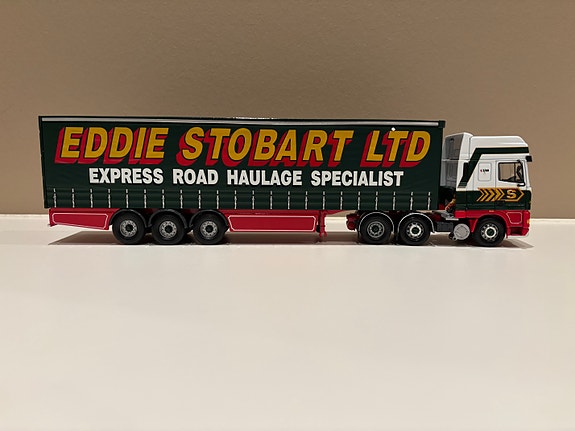 EDDIE STOBART LTD
EXPRESS ROAD HAULAGE SPECIALIST
S